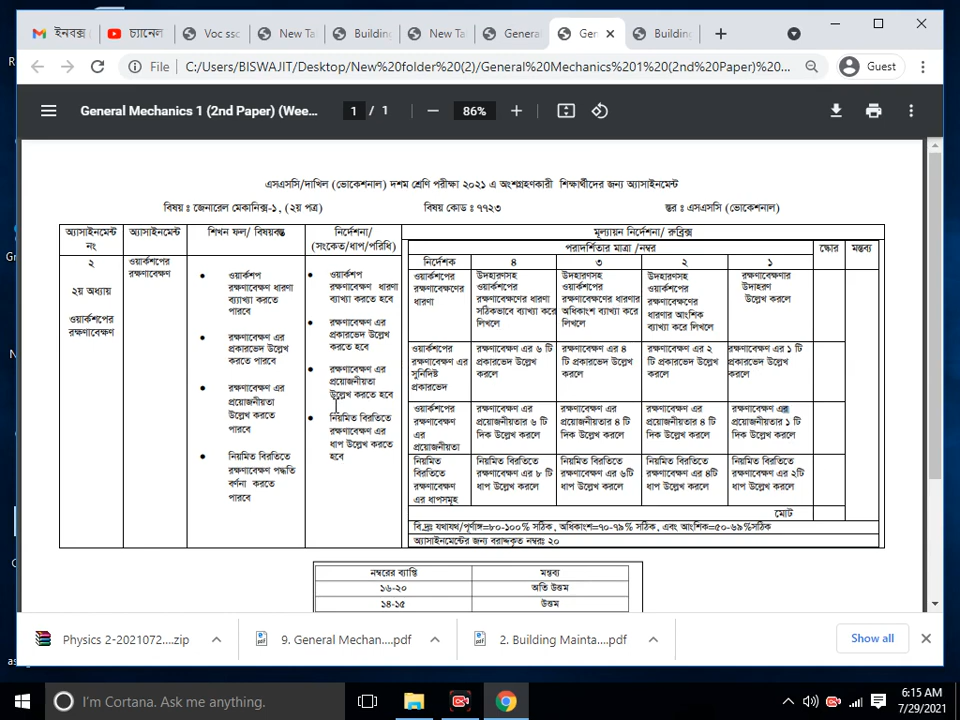 ইনবক্স (
চ্যানেল
Voc ssc
New Ta
Building
New Ta
Genera
Gen
Building
File
C:/Users/BISWAJIT/Desktop/New%20folder%20(2)/General%20Mechanics%201%20(2nd%20Paper)%20...
Guest
General Mechanics 1 (2nd Paper) (Wee...
1 / 1
86%
এসএসসি/দাখিল (ভোকেশনাল) দশম শ্রেণি পরীক্ষা ২০২১ এ অংশগ্রহণকারী শিক্ষার্থীদের জন্য অ্যাসাইনমেন্ট
বিষয় ঃ জেনারেল মেকানিক্স-১, (২য় পত্র)
বিষয় কোড ঃ ৭৭২৩
স্তর ঃ এসএসসি (ভোকেশনাল)
অ্যাসাইনমেন্ট
নং
অ্যাসাইনমেন্ট
শিখন ফল/ বিষয়বস্তু
নির্দেশনা/
(সংকেত/ধাপ/পরিধি)
মূল্যায়ন নির্দেশনা/ রুব্রিক্স
পারদর্শিতার মাত্রা /নম্বর
স্কোর
মন্তব্য
নির্দেশক
৪
৩
২
১
২
২য় অধ্যায়
ওয়ার্কশপের
রক্ষণাবেক্ষণ
ওয়ার্কশপের
রক্ষণাবেক্ষণ
ওয়ার্কশপ
রক্ষণাবেক্ষণ ধারণা
ব্যাখ্যা করতে
পারবে
রক্ষণাবেক্ষণ এর
প্রকারভেদ উল্লেখ
করতে পারবে
রক্ষণাবেক্ষণ এর
প্রয়োজনীয়তা
উল্লেখ করতে
পারবে
নিয়মিত বিরতিতে
রক্ষণাবেক্ষণ পদ্ধতি
বর্ণনা করতে
পারবে
ওয়ার্কশপ
রক্ষণাবেক্ষণ ধারণা
ব্যাখ্যা করতে হবে
রক্ষণাবেক্ষণ এর
প্রকারভেদ উল্লেখ
করতে হবে
রক্ষণাবেক্ষণ এর
প্রয়োজনীয়তা
উল্লেখ করতে হবে
নিয়মিত বিরতিতে
রক্ষণাবেক্ষণ এর
ধাপ উল্লেখ করতে
হবে
ওয়ার্কশপের
রক্ষণাবেক্ষণের
ধারণা
উদাহরণসহ
ওয়ার্কশপের
রক্ষণাবেক্ষণের ধারণা
সঠিকভাবে ব্যাখ্যা করে
লিখলে
উদাহরণসহ
ওয়ার্কশপের
রক্ষণাবেক্ষণের ধারণার
অধিকাংশ ব্যাখ্যা করে
লিখলে
উদাহরণসহ
ওয়ার্কশপের
রক্ষণাবেক্ষণের
ধারণার আংশিক
ব্যাখ্যা করে লিখলে
রক্ষণাবেক্ষণার
উদাহরণ
উল্লেখ করলে
ওয়ার্কশপের
রক্ষণাবেক্ষণ এর
সুনির্দিষ্ট
প্রকারভেদ
রক্ষণাবেক্ষণ এর ৬ টি
প্রকারভেদ উল্লেখ
করলে
রক্ষণাবেক্ষণ এর ৪
টি প্রকারভেদ উল্লেখ
করলে
রক্ষণাবেক্ষণ এর ২
টি প্রকারভেদ উল্লেখ
করলে
রক্ষণাবেক্ষণ এর ১ টি
প্রকারভেদ উল্লেখ
করলে
ওয়ার্কশপের
রক্ষণাবেক্ষণ
এর
প্রয়োজনীয়তা
রক্ষণাবেক্ষণ এর
প্রয়োজনীয়তার ৬ টি
দিক উল্লেখ করলে
রক্ষণাবেক্ষণ এর
প্রয়োজনীয়তার ৪ টি
দিক উল্লেখ করলে
রক্ষণাবেক্ষণ এর
প্রয়োজনীয়তার ৪ টি
দিক উল্লেখ করলে
রক্ষণাবেক্ষণ এর
প্রয়োজনীয়তার ১ টি
দিক উল্লেখ করলে
নিয়মিত
বিরতিতে
রক্ষণাবেক্ষণ
এর ধাপসমূহ
নিয়মিত বিরতিতে
রক্ষণাবেক্ষণ এর ৮ টি
ধাপ উল্লেখ করলে
নিয়মিত বিরতিতে
রক্ষণাবেক্ষণ এর ৬টি
ধাপ উল্লেখ করলে
নিয়মিত বিরতিতে
রক্ষণাবেক্ষণ এর ৪টি
ধাপ উল্লেখ করলে
নিয়মিত বিরতিতে
রক্ষণাবেক্ষণ এর ২টি
ধাপ উল্লেখ করলে
মোট
বি.দ্রঃ যথাযথ/পূর্ণাঙ্গ=৮০-১০০% সঠিক, অধিকাংশ=৭০-৭৯% সঠিক, এবং আংশিক=৫০-৬৯%সঠিক
অ্যাসাইনমেন্টের জন্য বরাদ্দকৃত নম্বরঃ ২০
নম্বরের ব্যাপ্তি
মন্তব্য
১৬-২০
অতি উত্তম
১৪-১৫
উত্তম
Physics 2-2021072....zip
9. General Mechan....pdf
2. Building Mainta....pdf
Show all
I'm Cortana. Ask me anything.
6:15 AM
7/29/2021